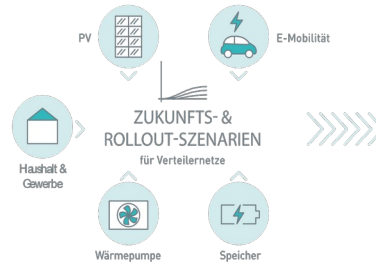 PV
E-Mobilität
ZUKUNFTS- &
ROLLOUT-SZENARIEN
für Verteilernetze
Haushalt &
Gewerbe
Wärmepumpe
Speicher